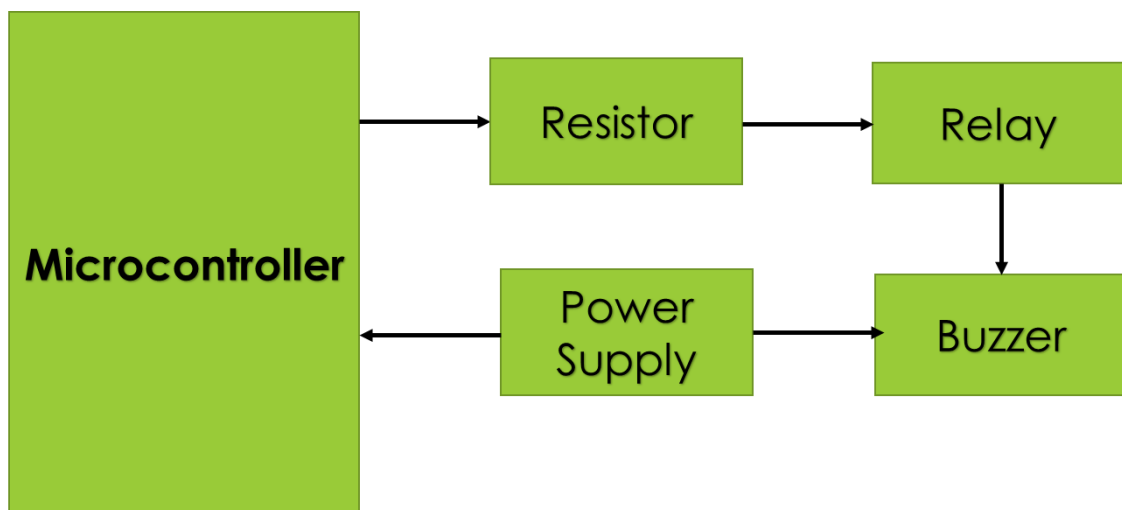 Resistor
Relay
Microcontroller
Power
Supply
Buzzer